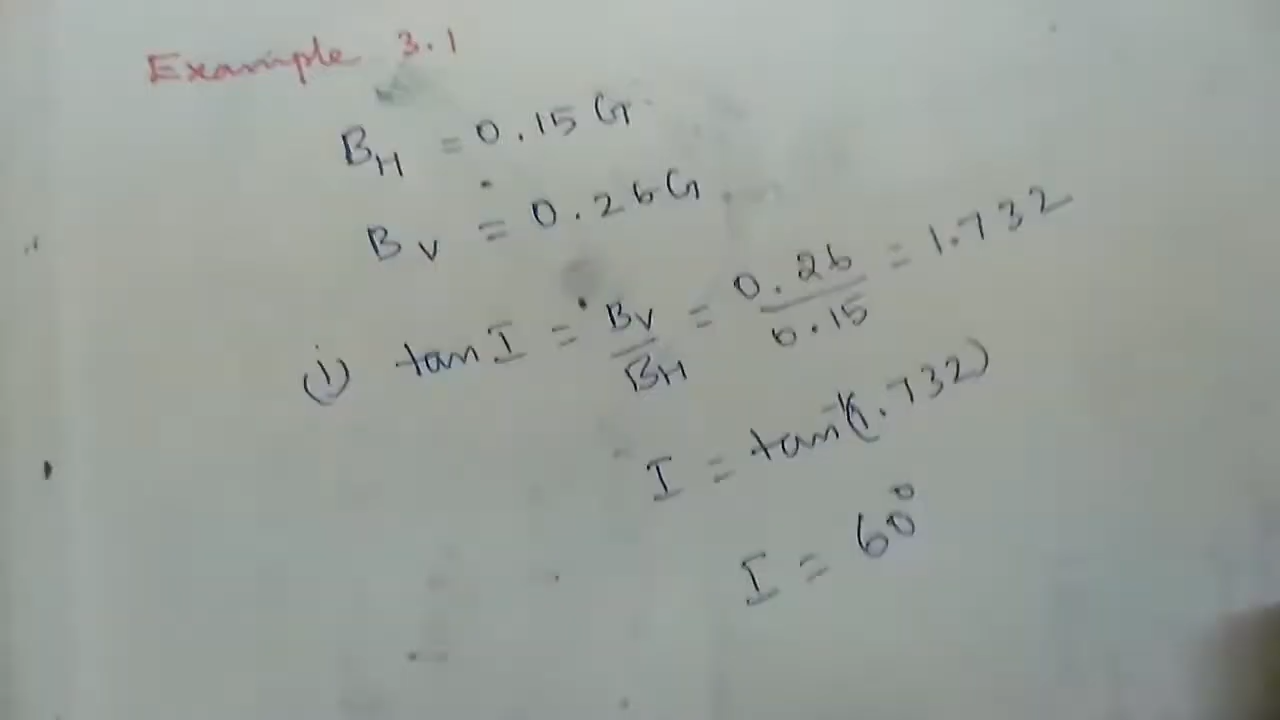 Example 3.1
B_H = 0.15 G
B_V = 0.26 G
(i) tan I = B_V/B_H = 0.26/0.15 = 1.732
I = tan⁻¹(1.732)
I = 60°